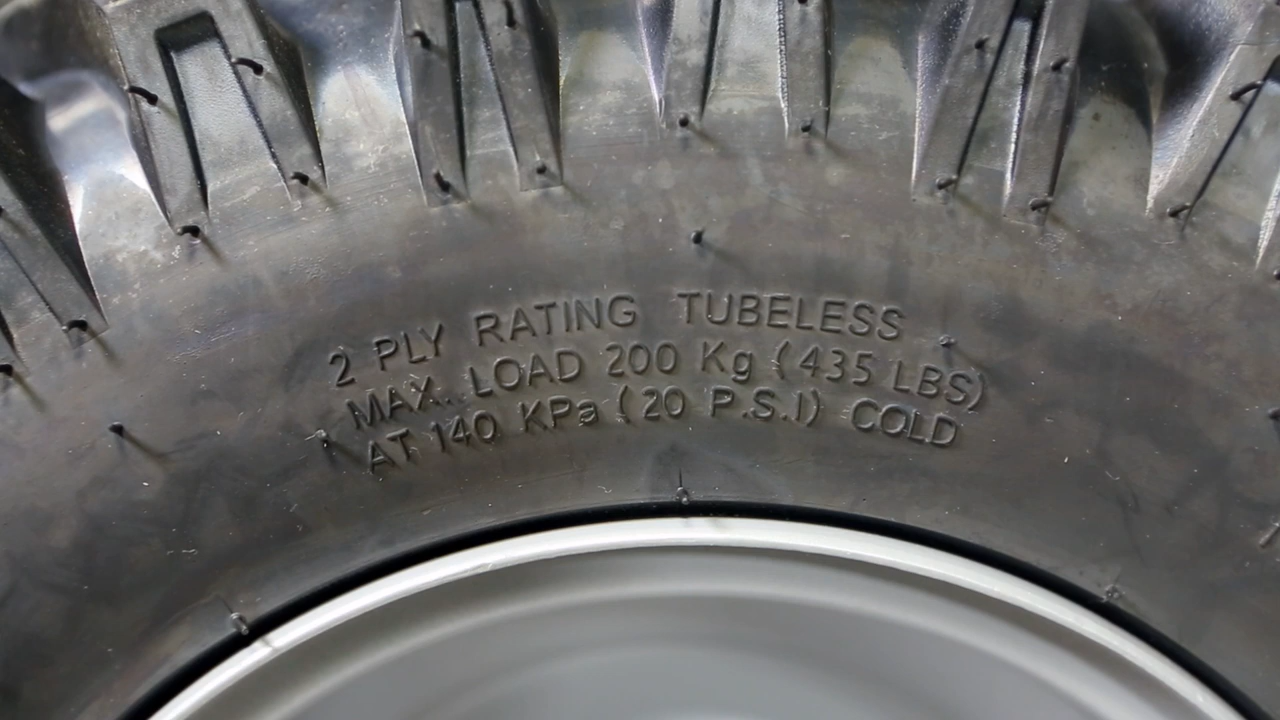 2 PLY RATING TUBELESS
MAX. LOAD 200 Kg (435 LBS)
AT 140 KPa (20 P.S.I) COLD